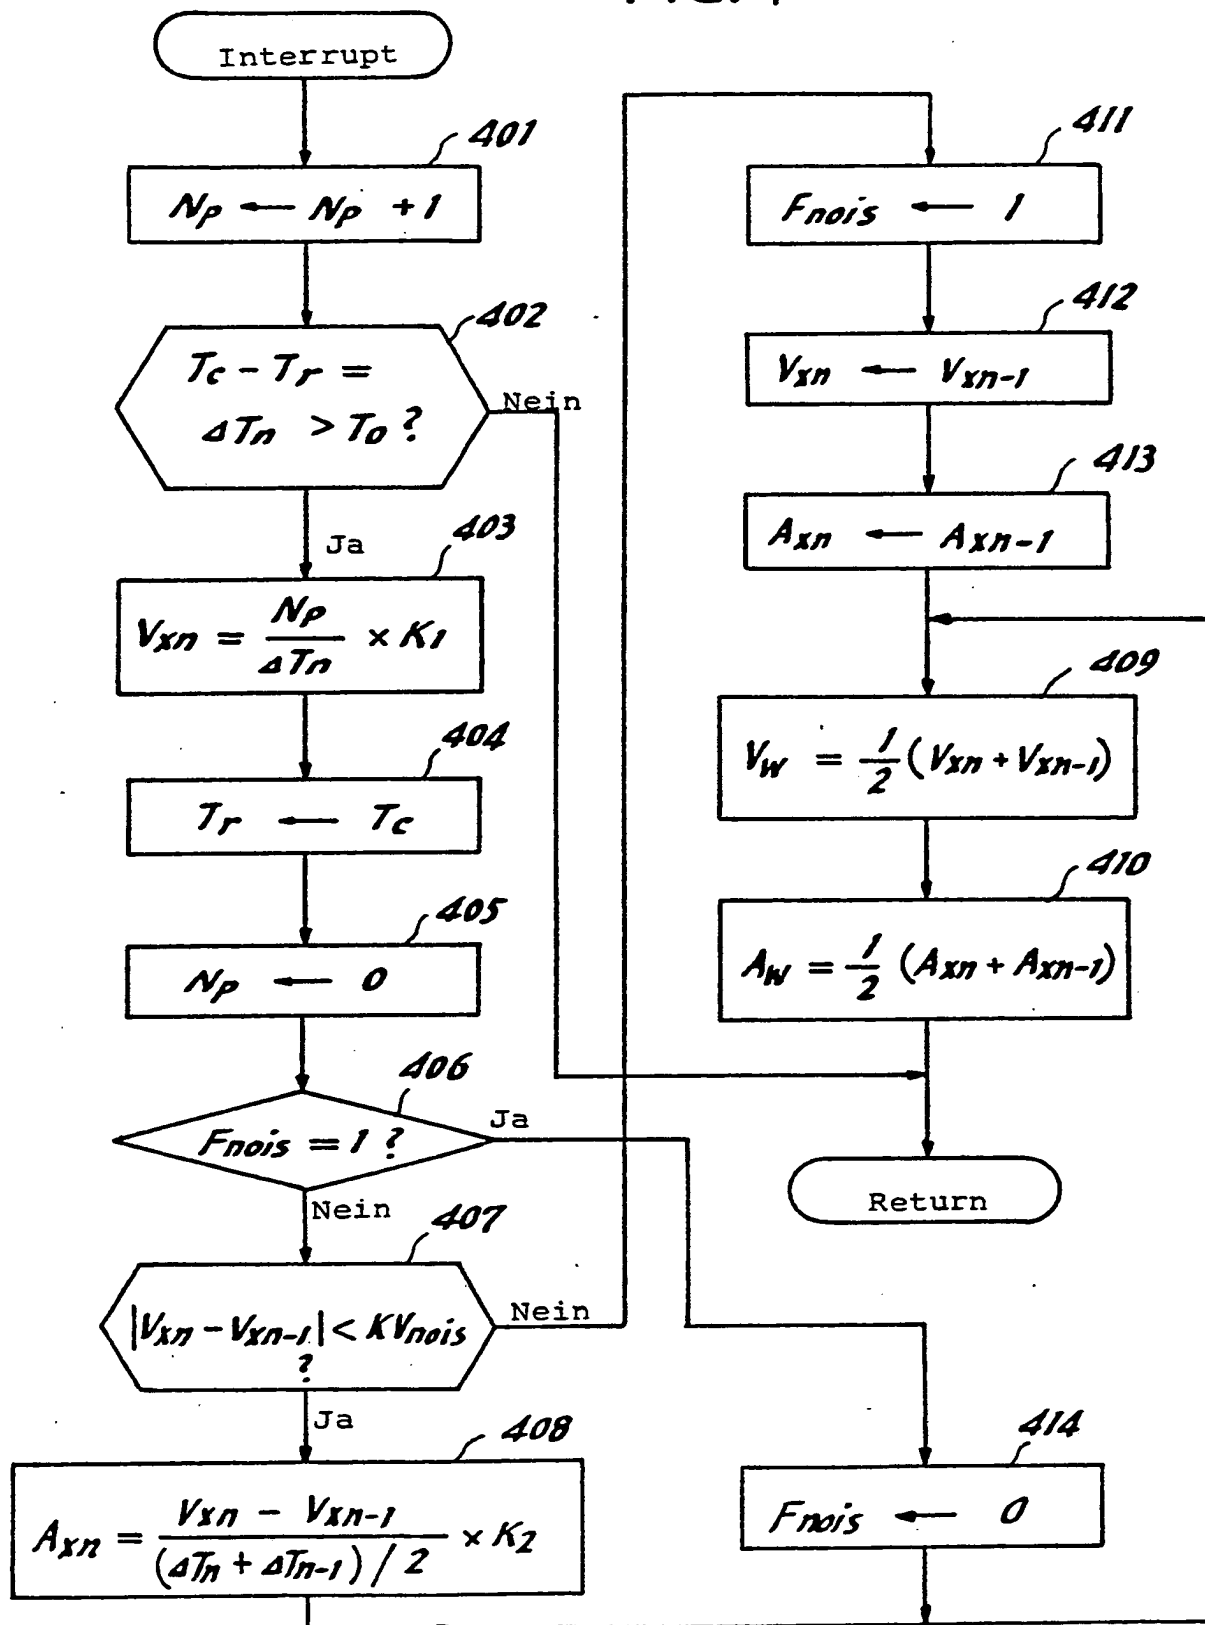 Interrupt
401
Np ← Np + 1
402
Tc - Tr =
ΔTn > To ?
Nein
Ja
403
Vxn = Np / ΔTn × K1
404
Tr ← Tc
405
Np ← 0
406
Fnois = 1 ?
Ja
Nein
407
|Vxn - Vxn-1| < KVnois
?
Nein
Ja
408
Axn = Vxn - Vxn-1 / (ΔTn + ΔTn-1) / 2 × K2
411
Fnois ← 1
412
Vxn ← Vxn-1
413
Axn ← Axn-1
409
Vw = 1/2 (Vxn + Vxn-1)
410
Aw = 1/2 (Axn + Axn-1)
Return
414
Fnois ← 0